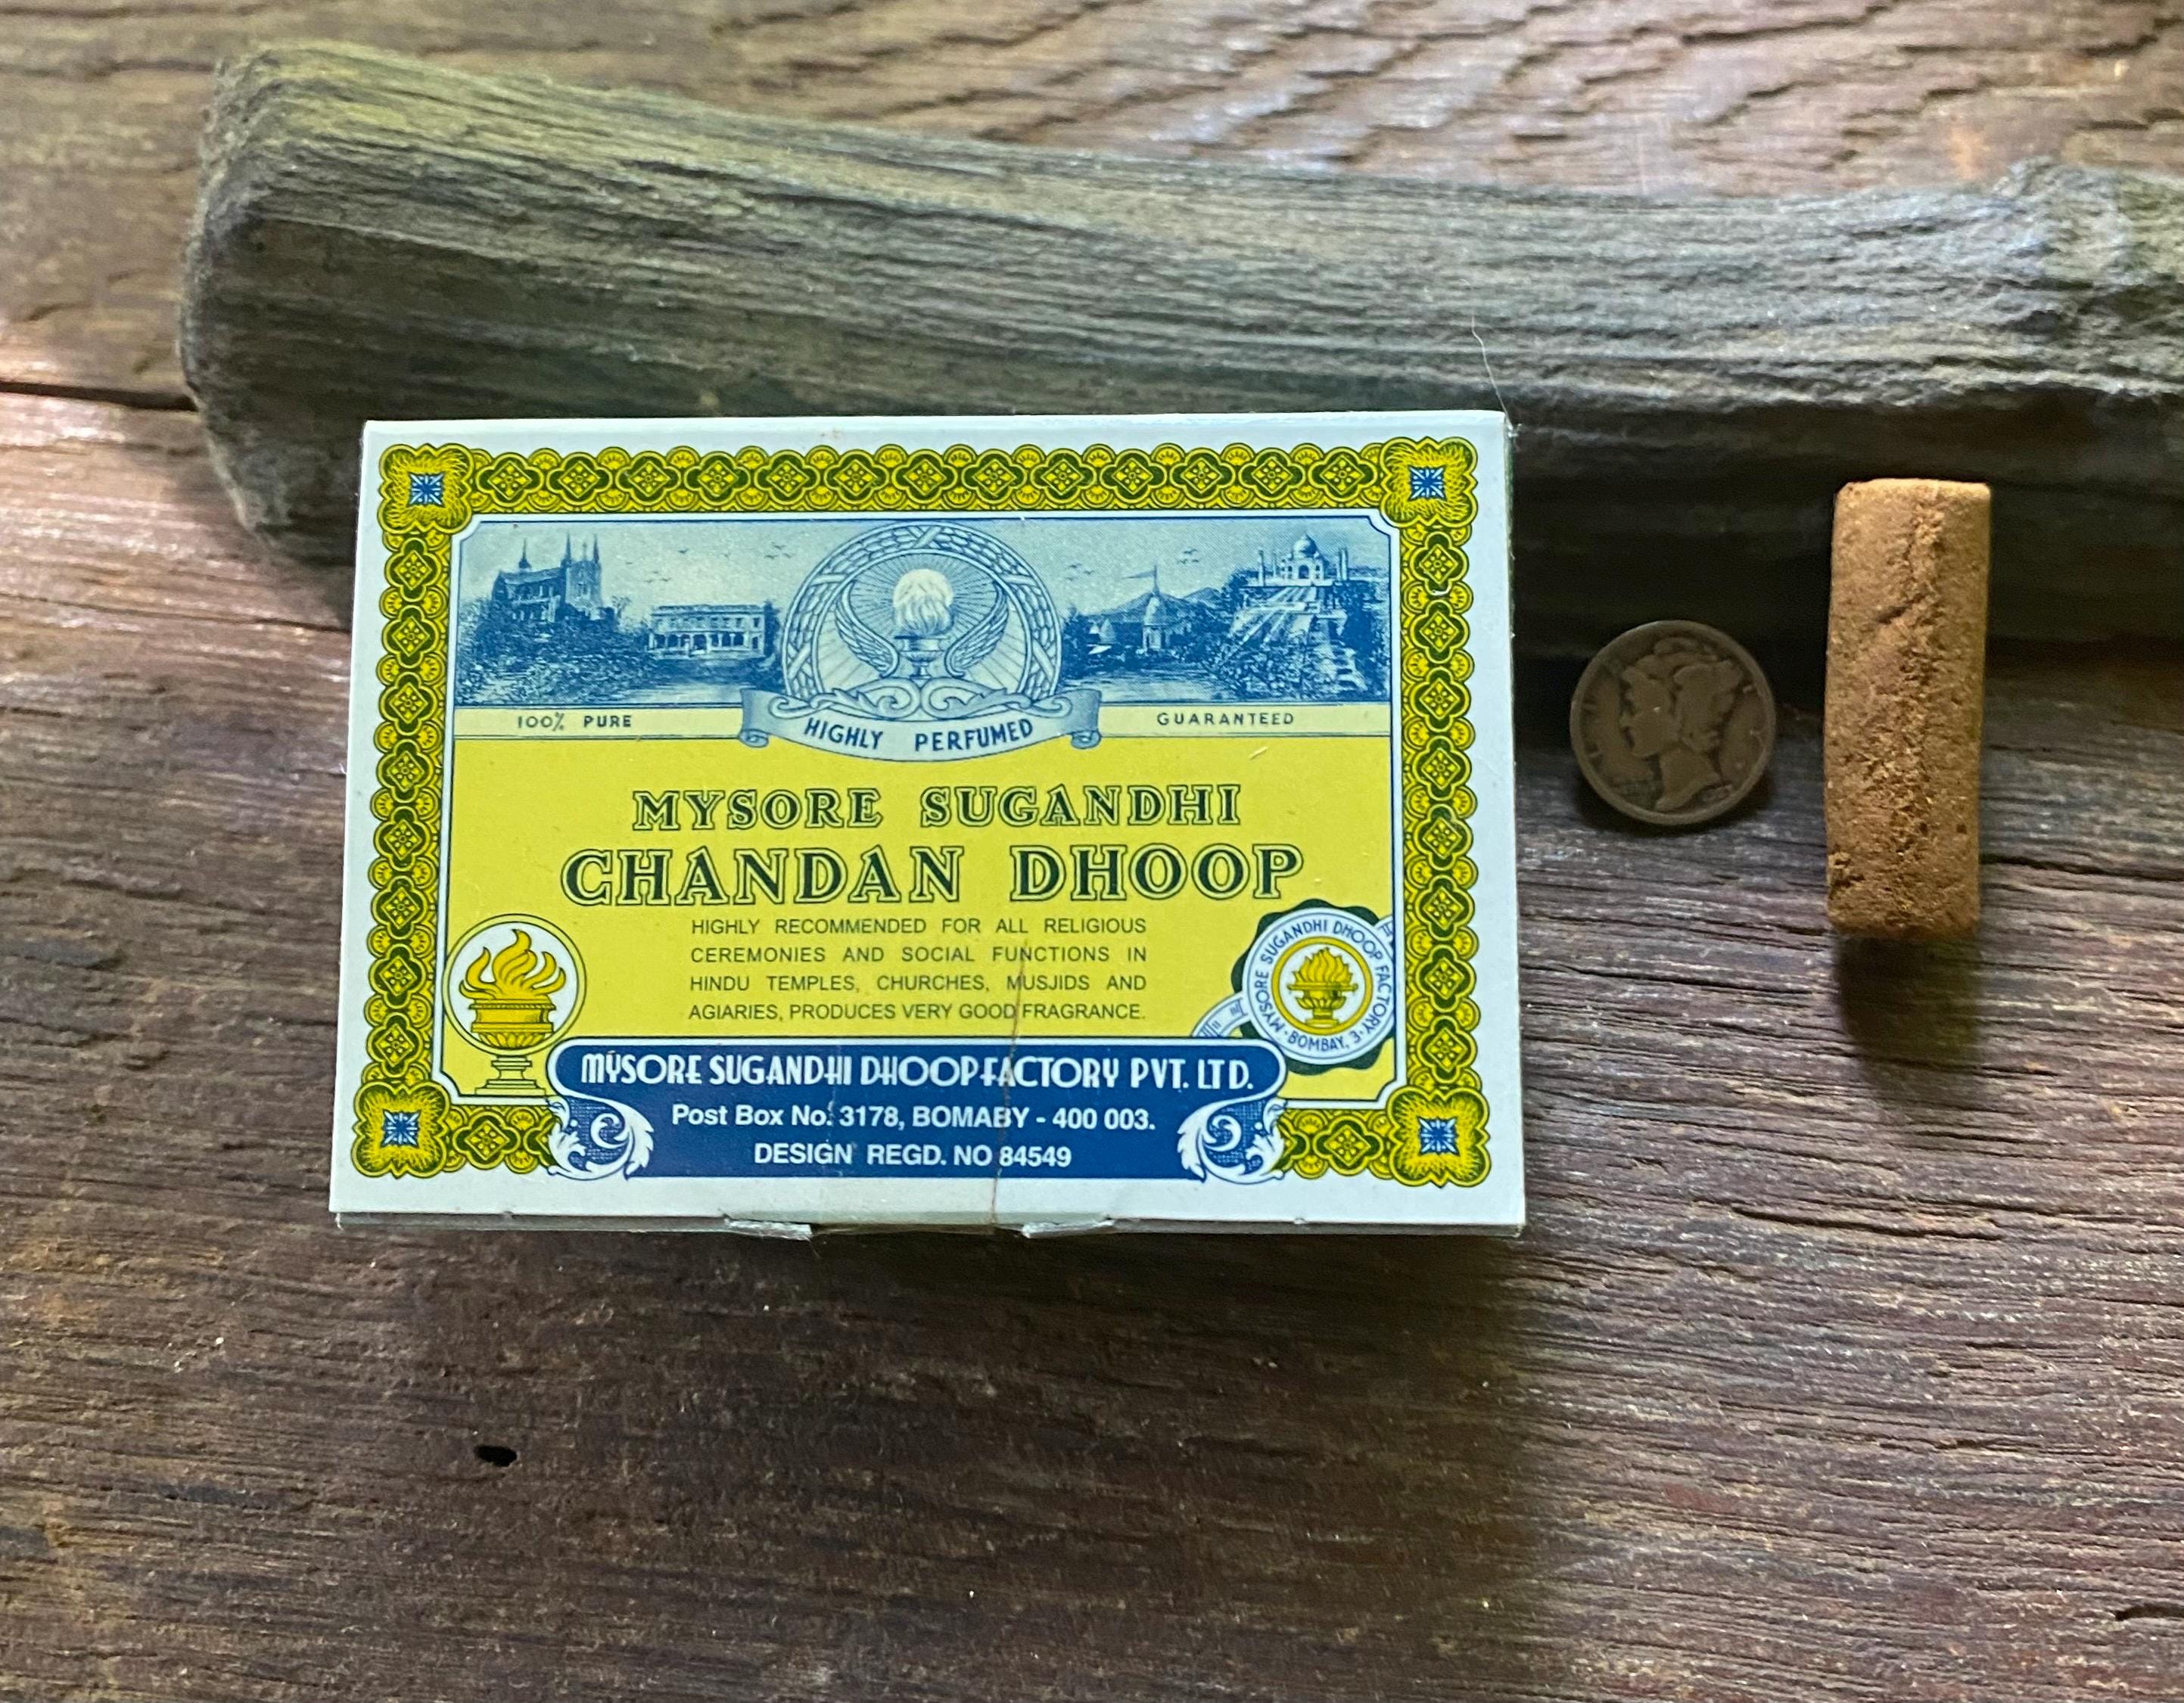 100% PURE
HIGHLY PERFUMED
GUARANTEED
MYSORE SUGANDHI
CHANDAN DHOOP
HIGHLY RECOMMENDED FOR ALL RELIGIOUS
CEREMONIES AND SOCIAL FUNCTIONS IN
HINDU TEMPLES, CHURCHES, MUSJIDS AND
AGIARIES, PRODUCES VERY GOOD FRAGRANCE.
MYSORE SUGANDHI DHOOP FACTORY
BOMBAY, 3
MYSORE SUGANDHI DHOOP FACTORY PVT. LTD.
Post Box No. 3178, BOMABY - 400 003.
DESIGN REGD. NO 84549